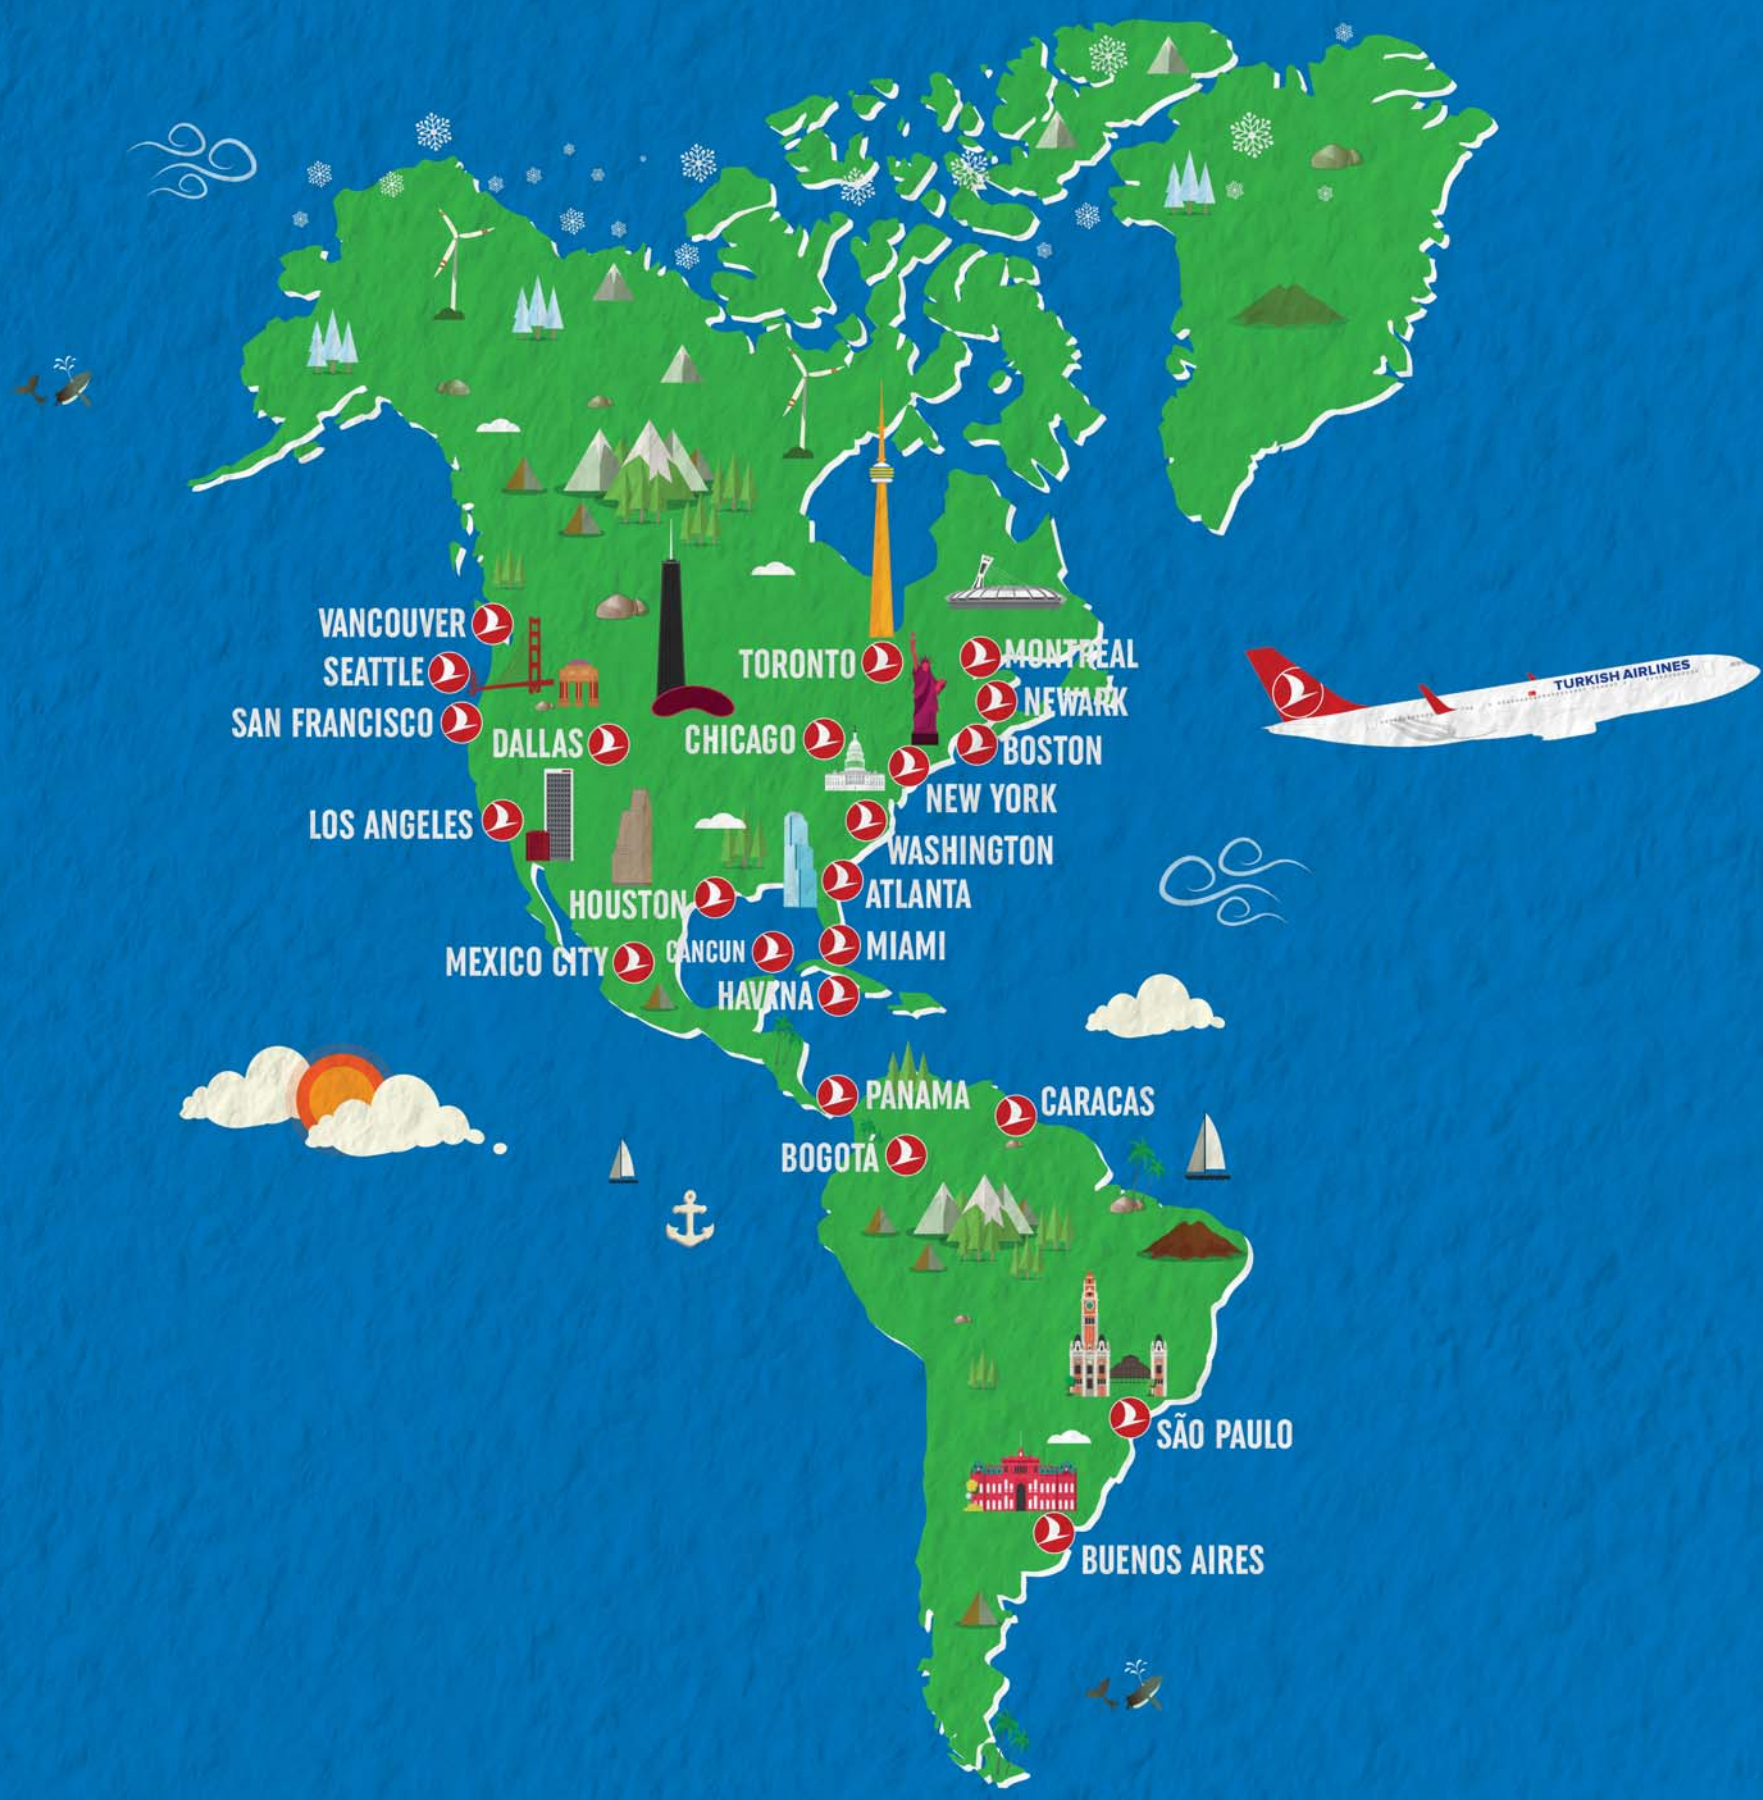 VANCOUVER
SEATTLE
TORONTO
MONTREAL
TURKISH AIRLINES
NEWARK
SAN FRANCISCO
DALLAS
CHICAGO
BOSTON
NEW YORK
LOS ANGELES
WASHINGTON
HOUSTON
ATLANTA
MEXICO CITY
CANCUN
MIAMI
HAVANA
PANAMA
CARACAS
BOGOTÁ
SÃO PAULO
BUENOS AIRES